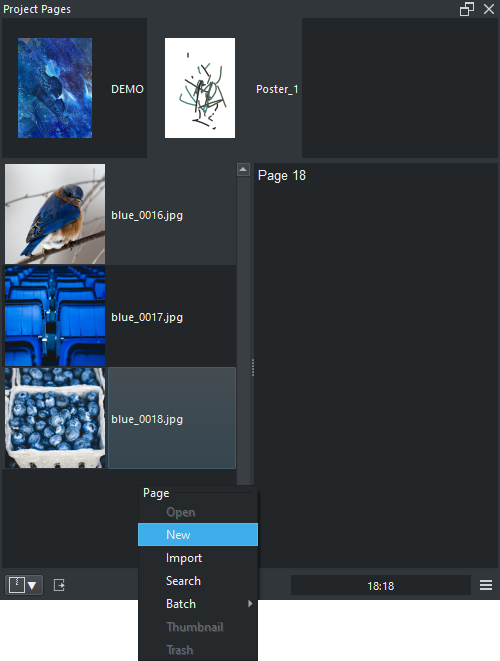 Project Pages
DEMO
Poster_1
blue_0016.jpg
Page 18
blue_0017.jpg
blue_0018.jpg
Page
Open
New
Import
Search
Batch
Thumbnail
Trash
18:18